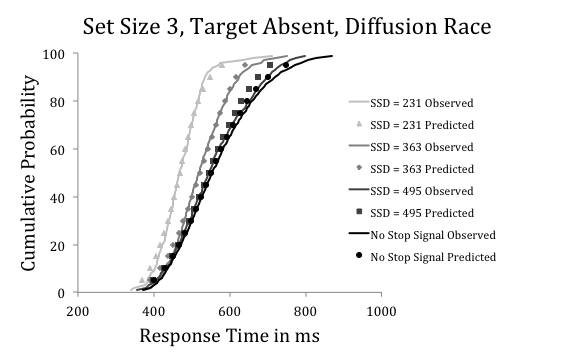 Set Size 3, Target Absent, Diffusion Race
Cumulative Probability
100
80
60
40
20
0
200
400
600
800
1000
Response Time in ms
SSD = 231 Observed
SSD = 231 Predicted
SSD = 363 Observed
SSD = 363 Predicted
SSD = 495 Observed
SSD = 495 Predicted
No Stop Signal Observed
No Stop Signal Predicted